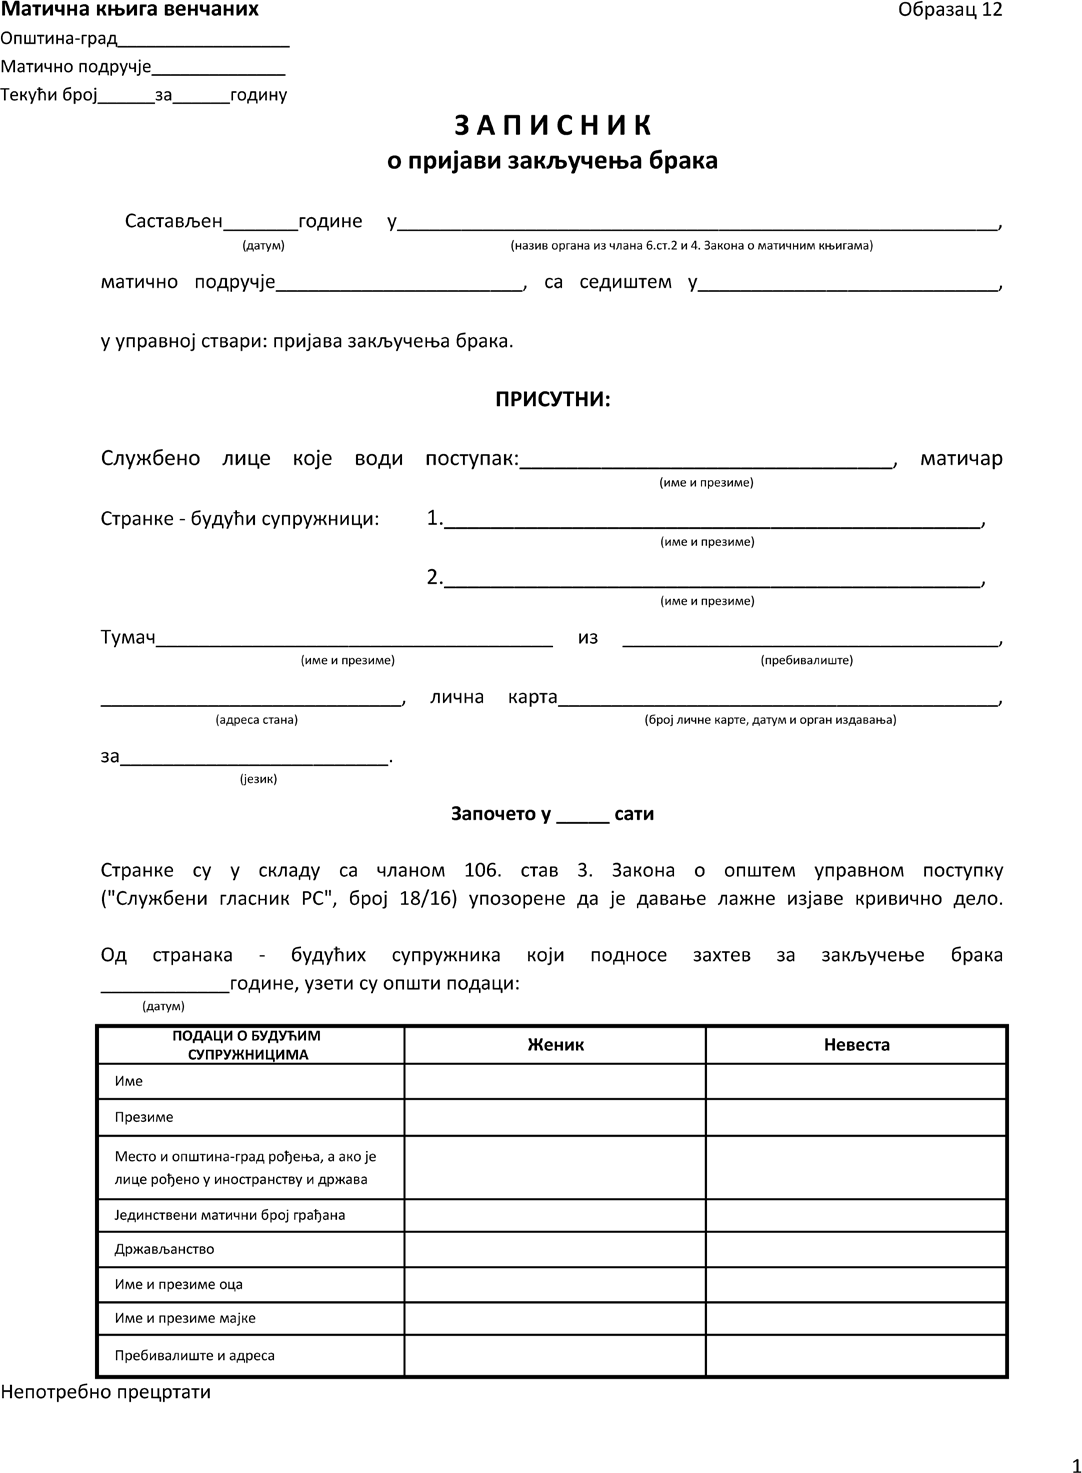 Матична књига венчаних
Образац 12
Општина-град__________________
Матично подручје______________
Текући број______за______годину
З А П И С Н И К
о пријави закључења брака
Састављен_______године у________________________________________________________,
(датум) (назив органа из члана 6.ст.2 и 4. Закона о матичним књигама)
матично подручје_______________________, са седиштем у____________________________,
у управној ствари: пријава закључења брака.
ПРИСУТНИ:
Службено лице које води поступак:________________________________, матичар
(име и презиме)
Странке - будући супружници: 1.__________________________________________________,
(име и презиме)
2.__________________________________________________,
(име и презиме)
Тумач_____________________________________ из ___________________________________,
(име и презиме) (пребивалиште)
____________________________, лична карта_________________________________________,
(адреса стана) (број личне карте, датум и орган издавања)
за_________________________.
(језик)
Започето у _____ сати
Странке су у складу са чланом 106. став 3. Закона о општем управном поступку
("Службени гласник РС", број 18/16) упозорене да је давање лажне изјаве кривично дело.
Од странака - будућих супружника који подносе захтев за закључење брака
____________године, узети су општи подаци:
(датум)
ПОДАЦИ О БУДУЋИМ
СУПРУЖНИЦИМА
Женик
Невеста
Име
Презиме
Место и општина-град рођења, а ако је
лице рођено у иностранству и држава
Јединствени матични број грађана
Држављанство
Име и презиме оца
Име и презиме мајке
Пребивалиште и адреса
Непотребно прецртати
1